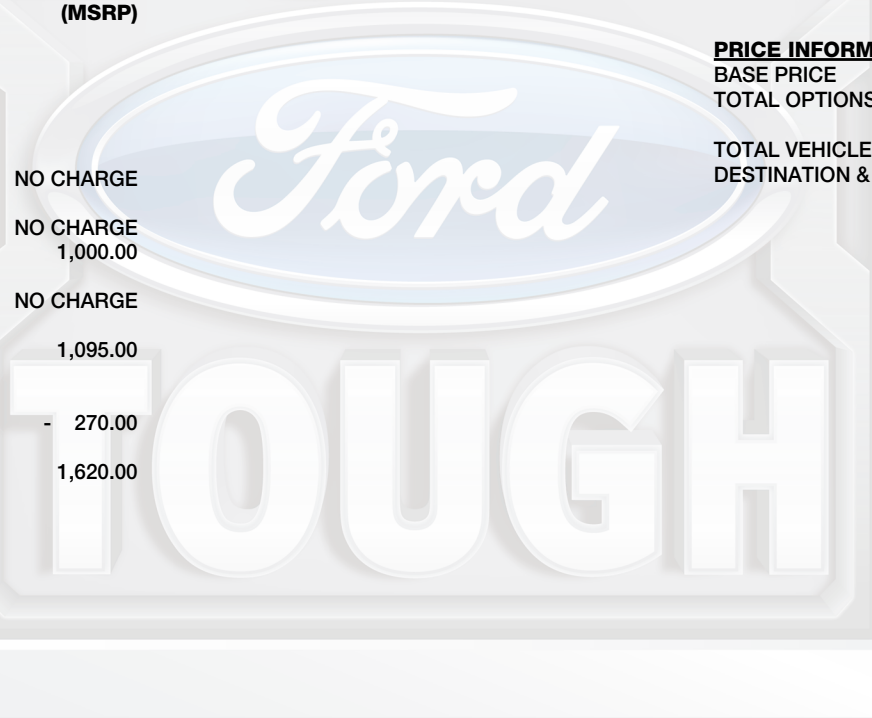 (MSRP)
NO CHARGE
NO CHARGE
1,000.00
NO CHARGE
1,095.00
- 270.00
1,620.00
PRICE INFORM
BASE PRICE
TOTAL OPTIONS
TOTAL VEHICLE
DESTINATION &
Ford
TOUGH